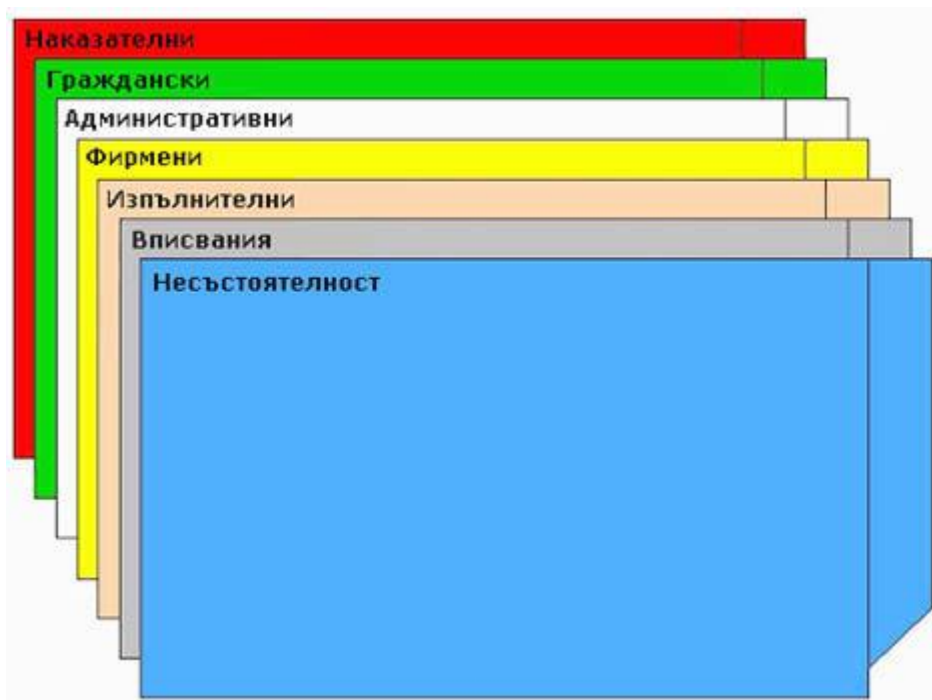 Наказателни
Граждански
Административни
Фирмени
Изпълнителни
Вписвания
Несъстоятелност